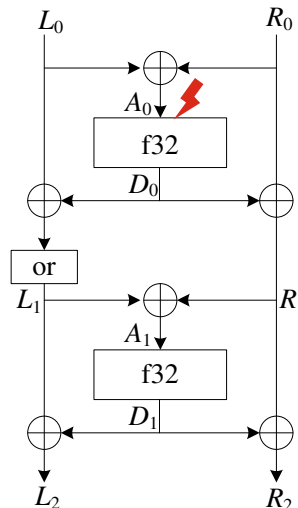 L₀ R₀
A₀
f32
D₀
or
L₁ R
A₁
f32
D₁
L₂ R₂